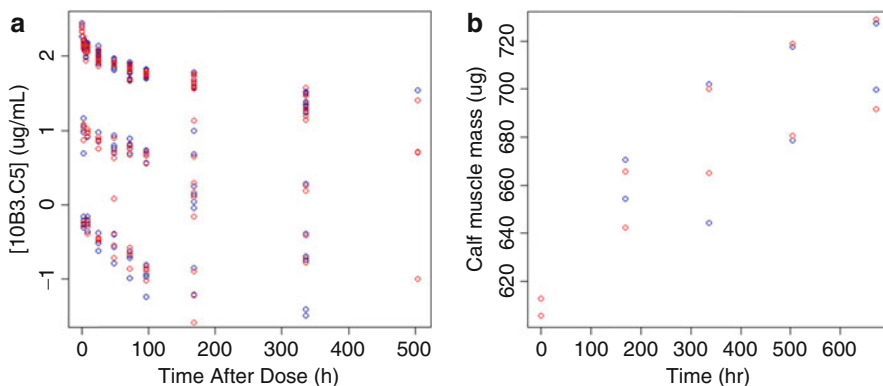 a
[10B3.C5] (ug/mL)
2
1
0
−1
0 100 200 300 400 500
Time After Dose (h)
b
Calf muscle mass (ug)
720
700
680
660
640
620
0 100 200 300 400 500 600
Time (hr)